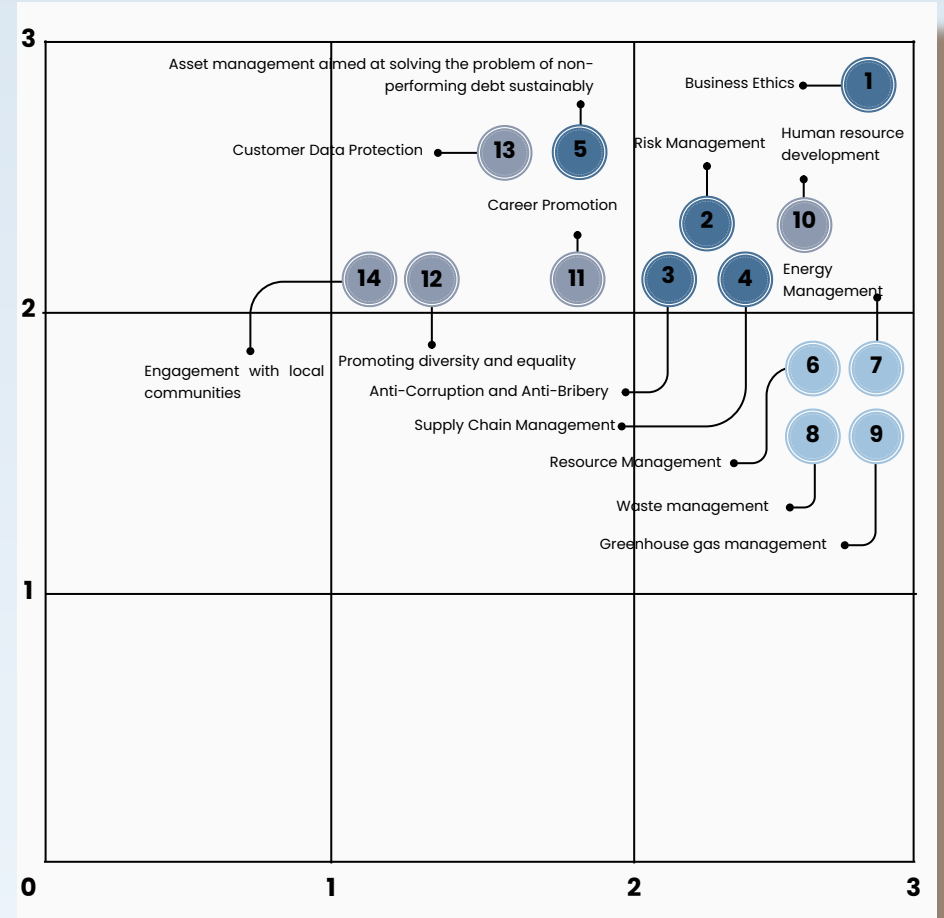 3
Asset management aimed at solving the problem of non-
performing debt sustainably
Business Ethics
1
Customer Data Protection
13
5
Risk Management
Human resource
development
Career Promotion
2
10
14
12
11
3
4
Energy
Management
2
Engagement with local
communities
Promoting diversity and equality
6
7
Anti-Corruption and Anti-Bribery
Supply Chain Management
8
9
Resource Management
Waste management
Greenhouse gas management
1
0
1
2
3